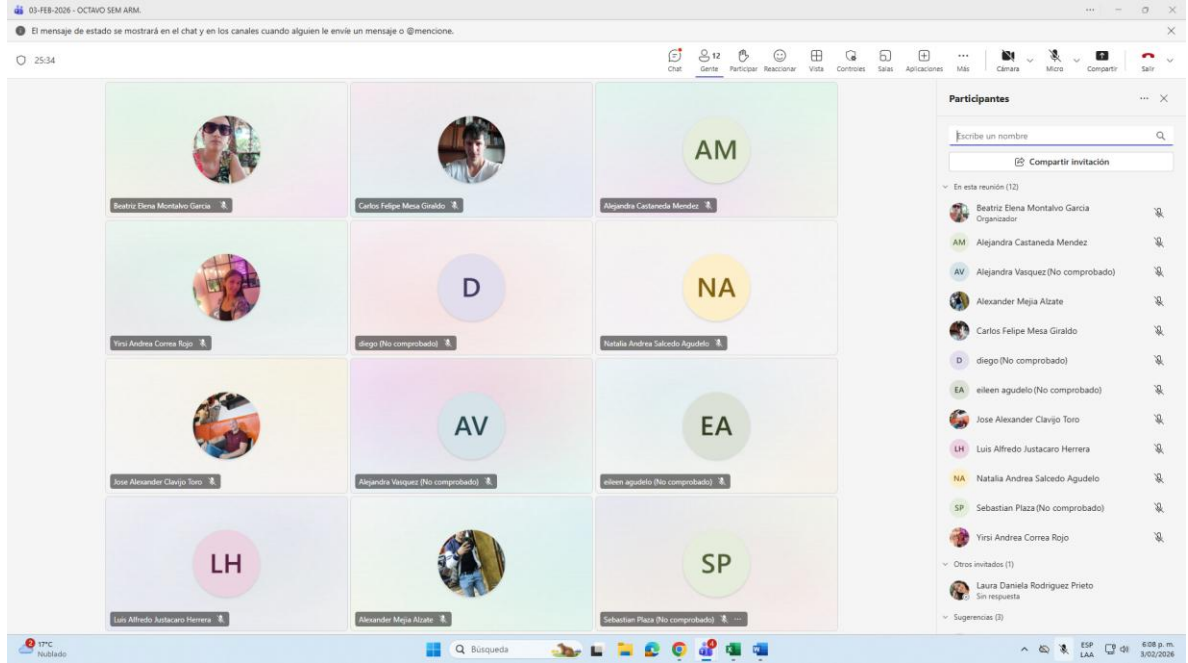 03-FEB-2026 - OCTAVO SEM ARM.
El mensaje de estado se mostrará en el chat y en los canales cuando alguien le envíe un mensaje o @mencione.
25:34
Chat
Gente 12
Participar
Reaccionar
Vista
Controles
Salas
Aplicaciones
Más
Cámara
Micro
Compartir
Salir
Beatriz Elena Montalvo Garcia
Carlos Felipe Mesa Giraldo
AM
Alejandra Castaneda Mendez
Yirsi Andrea Correa Rojo
D
diego (No comprobado)
NA
Natalia Andrea Salcedo Agudelo
Jose Alexander Clavijo Toro
AV
Alejandra Vasquez (No comprobado)
EA
eileen agudelo (No comprobado)
LH
Luis Alfredo Justacaro Herrera
Alexander Mejia Alzate
SP
Sebastian Plaza (No comprobado)
Participantes
Escribe un nombre
Compartir invitación
En esta reunión (12)
Beatriz Elena Montalvo Garcia
Organizador
AM Alejandra Castaneda Mendez
AV Alejandra Vasquez (No comprobado)
Alexander Mejia Alzate
Carlos Felipe Mesa Giraldo
D diego (No comprobado)
EA eileen agudelo (No comprobado)
Jose Alexander Clavijo Toro
LH Luis Alfredo Justacaro Herrera
NA Natalia Andrea Salcedo Agudelo
SP Sebastian Plaza (No comprobado)
Yirsi Andrea Correa Rojo
Otros invitados (1)
Laura Daniela Rodriguez Prieto
Sin respuesta
Sugerencias (3)
2
17°C
Nublado
Búsqueda
4
ESP
LAA
6:08 p. m.
3/02/2026